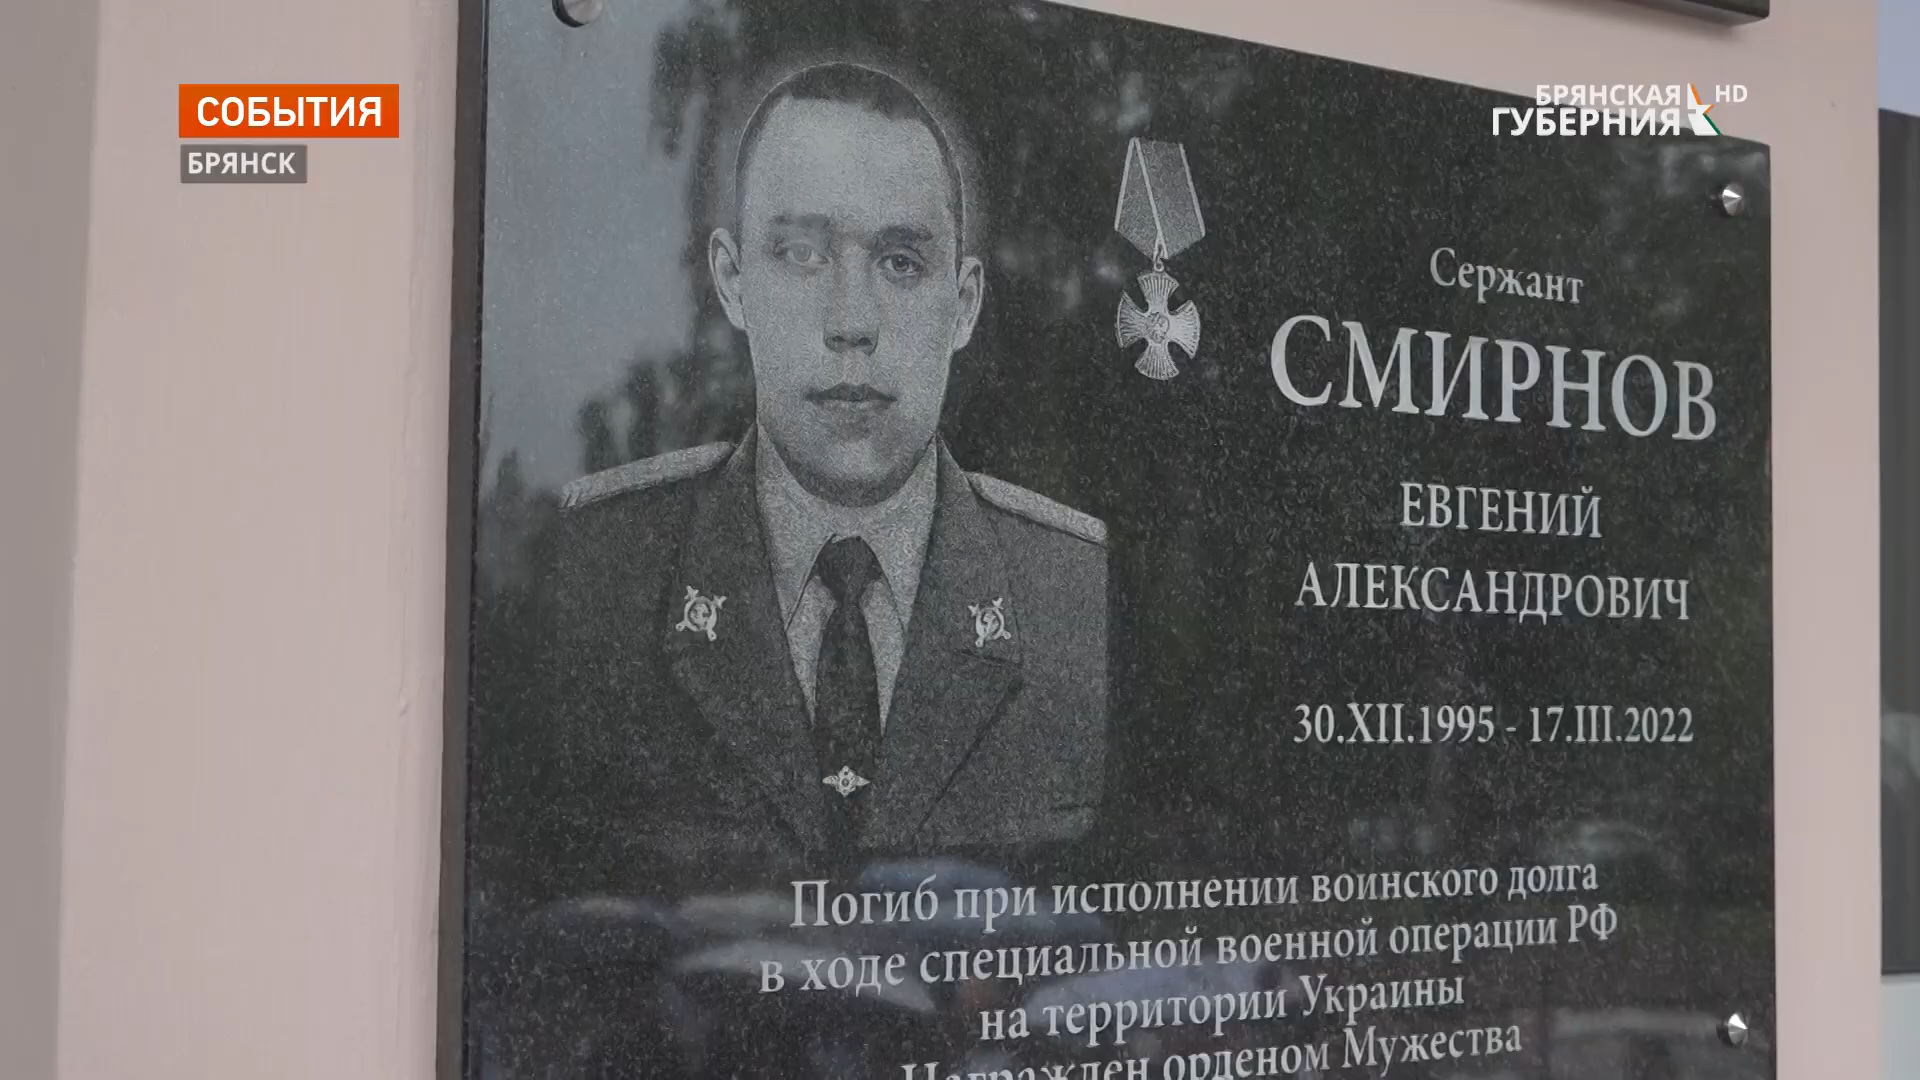 СОБЫТИЯ
БРЯНСК
БРЯНСКАЯ HD
ГУБЕРНИЯ
Сержант
СМИРНОВ
ЕВГЕНИЙ
АЛЕКСАНДРОВИЧ
30.XII.1995 - 17.III.2022
Погиб при исполнении воинского долга
в ходе специальной военной операции РФ
на территории Украины
Награжден орденом Мужества